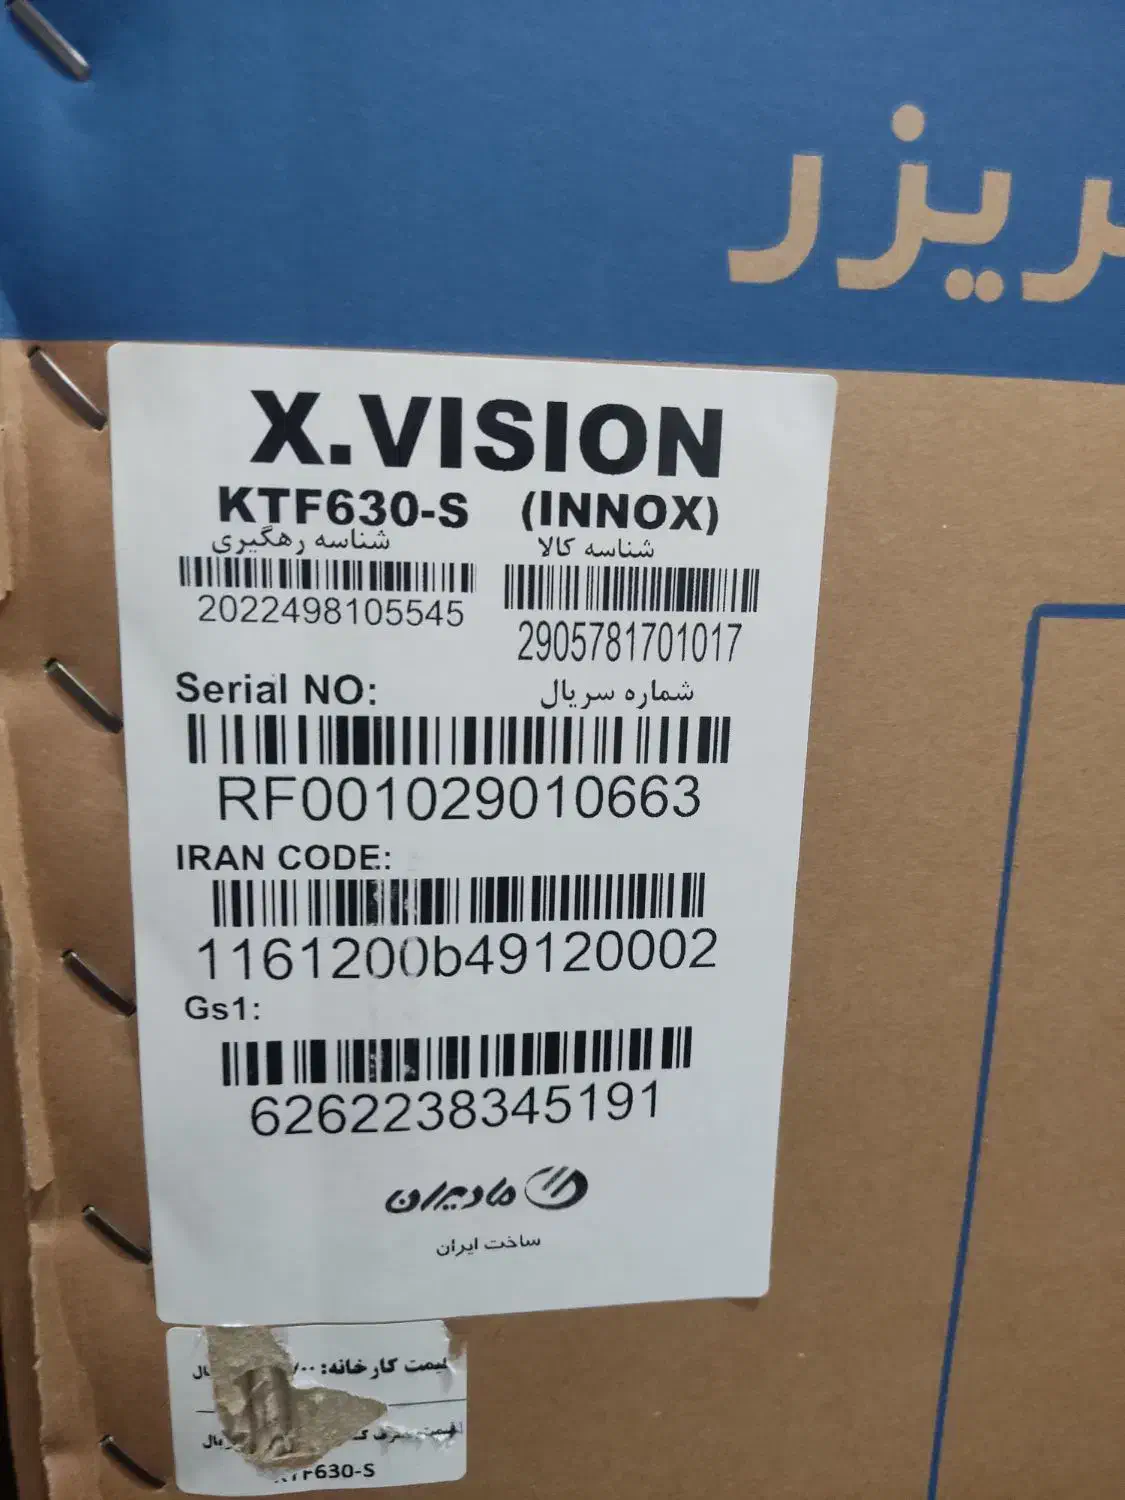 ریزر
X.VISION
KTF630-S (INNOX)
شناسه رهگیری شناسه کالا
2022498105545 2905781701017
Serial NO: شماره سریال
RF001029010663
IRAN CODE:
1161200b49120002
Gs1:
6262238345191
مادیران
ساخت ایران
قیمت کارخانه:
KTF630-S